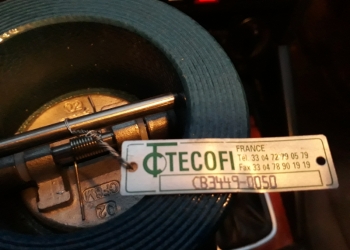 TECOFI
FRANCE
Tel. 33 04 72 79 05 79
Fax 33 04 78 90 19 19
CB3449-0050